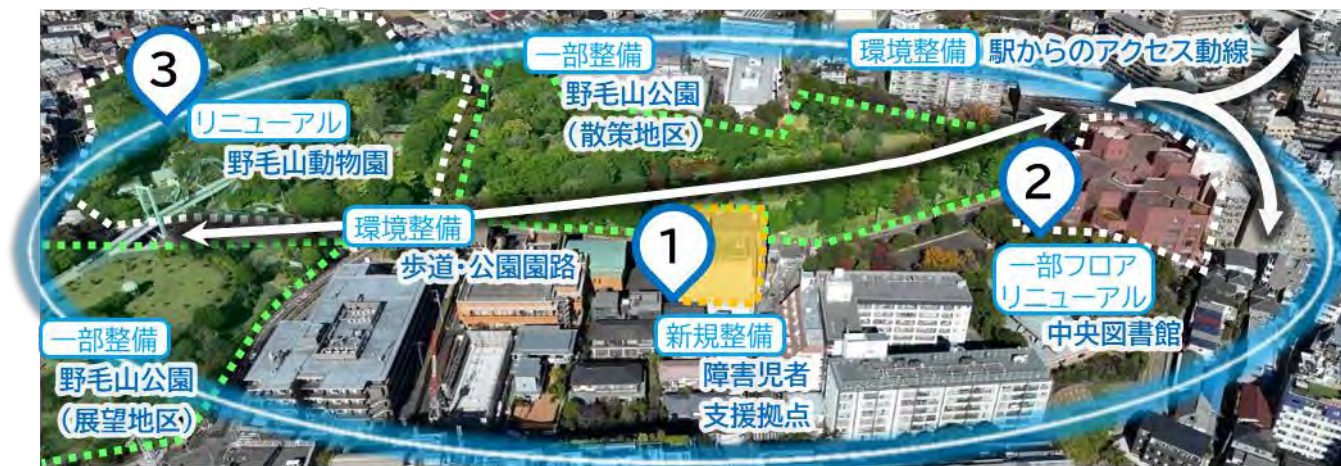 3
リニューアル
野毛山動物園
一部整備
野毛山公園
（散策地区）
環境整備
駅からのアクセス動線
2
一部フロア
リニューアル
中央図書館
環境整備
歩道・公園園路
1
新規整備
障害児者
支援拠点
一部整備
野毛山公園
（展望地区）